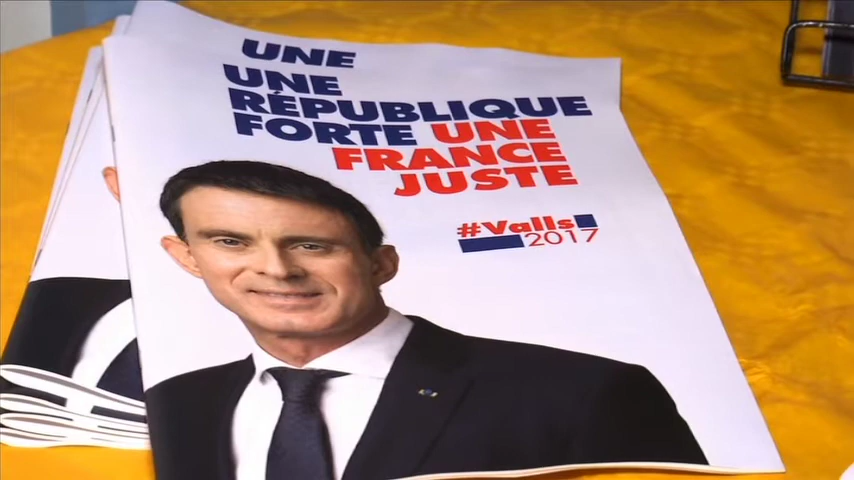 UNE
UNE
RÉPUBLIQUE
FORTE UNE
FRANCE
JUSTE
#Valls
2017